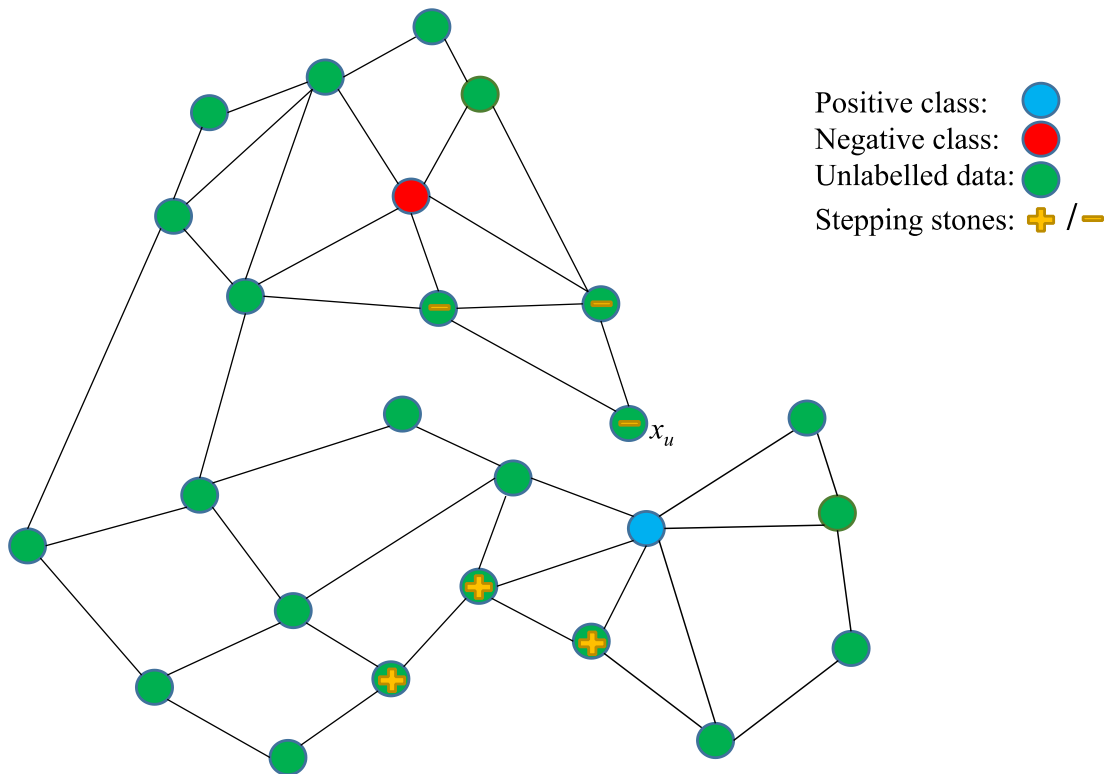 Positive class:
Negative class:
Unlabelled data:
Stepping stones: + / −
x_u